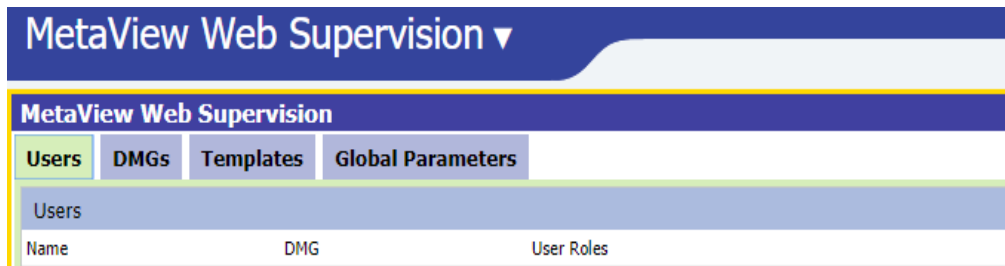 MetaView Web Supervision ▾
MetaView Web Supervision
Users DMGs Templates Global Parameters
Users
Name DMG User Roles